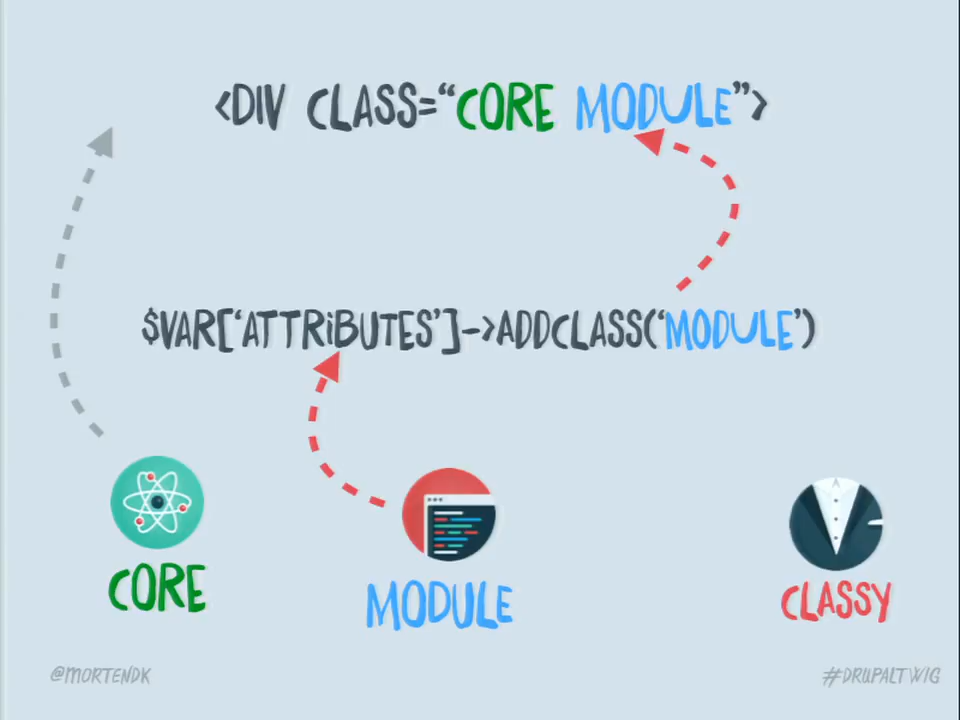 <DIV CLASS=“CORE MODULE”>
$VAR[‘ATTRiBUTES’]->ADDCLASS(‘MODULE’)
CORE
MODULE
CLASSY
@MORTENDK
#DRUPALTWIG